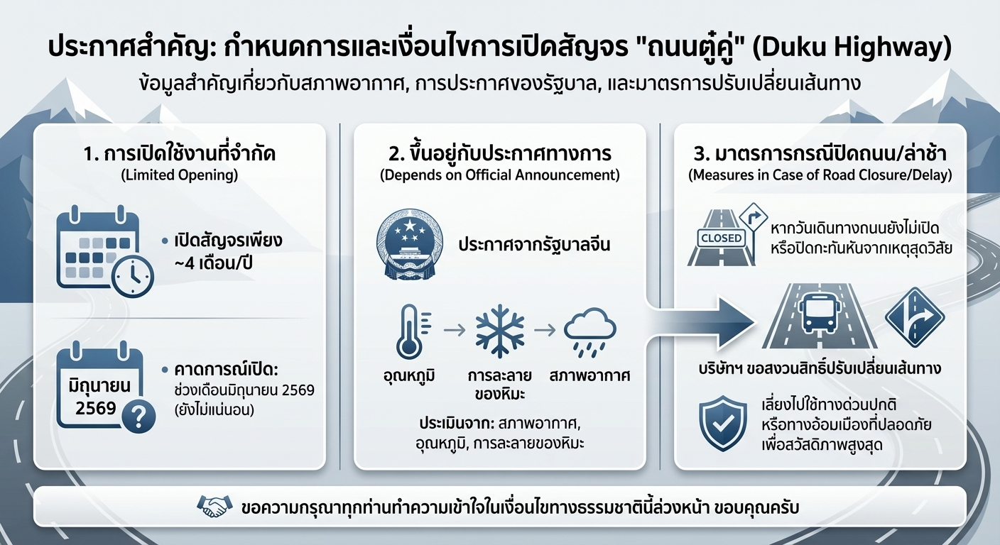 ประกาศสำคัญ: กำหนดการและเงื่อนไขการเปิดสัญจร "ถนนตู๋คู่" (Duku Highway)
ข้อมูลสำคัญเกี่ยวกับสภาพอากาศ, การประกาศของรัฐบาล, และมาตรการปรับเปลี่ยนเส้นทาง
1. การเปิดใช้งานที่จำกัด
(Limited Opening)
• เปิดสัญจรเพียง
~4 เดือน/ปี
มิถุนายน
2569
?
• คาดการณ์เปิด:
ช่วงเดือนมิถุนายน 2569
(ยังไม่แน่นอน)
2. ขึ้นอยู่กับประกาศทางการ
(Depends on Official Announcement)
ประกาศจากรัฐบาลจีน
อุณหภูมิ
การละลาย
ของหิมะ
สภาพอากาศ
ประเมินจาก: สภาพอากาศ,
อุณหภูมิ, การละลายของหิมะ
3. มาตรการกรณีปิดถนน/ล่าช้า
(Measures in Case of Road Closure/Delay)
CLOSED
หากวันเดินทางถนนยังไม่เปิด
หรือปิดกะทันหันจากเหตุสุดวิสัย
บริษัทฯ ขอสงวนสิทธิ์ปรับเปลี่ยนเส้นทาง
เลี่ยงไปใช้ทางด่วนปกติ
หรือทางอ้อมเมืองที่ปลอดภัย
เพื่อสวัสดิภาพสูงสุด
ขอความกรุณาทุกท่านทำความเข้าใจในเงื่อนไขทางธรรมชาตินี้ล่วงหน้า ขอบคุณครับ